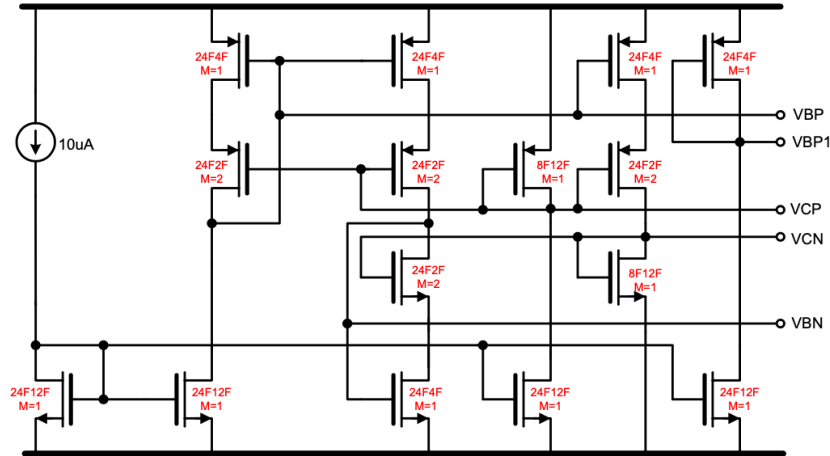 24F4F
M=1
24F4F
M=1
24F4F
M=1
24F4F
M=1
VBP
10uA
VBP1
24F2F
M=2
24F2F
M=2
8F12F
M=1
24F2F
M=2
VCP
VCN
24F2F
M=2
8F12F
M=1
VBN
24F12F
M=1
24F12F
M=1
24F4F
M=1
24F12F
M=1
24F12F
M=1